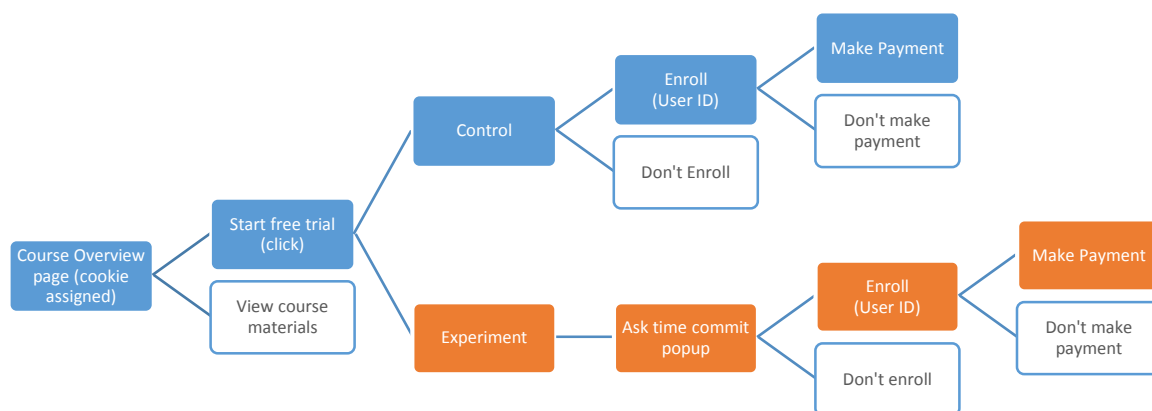 Course Overview
page (cookie
assigned)
Start free trial
(click)
View course
materials
Control
Enroll
(User ID)
Don't Enroll
Make Payment
Don't make
payment
Experiment
Ask time commit
popup
Enroll
(User ID)
Don't enroll
Make Payment
Don't make
payment